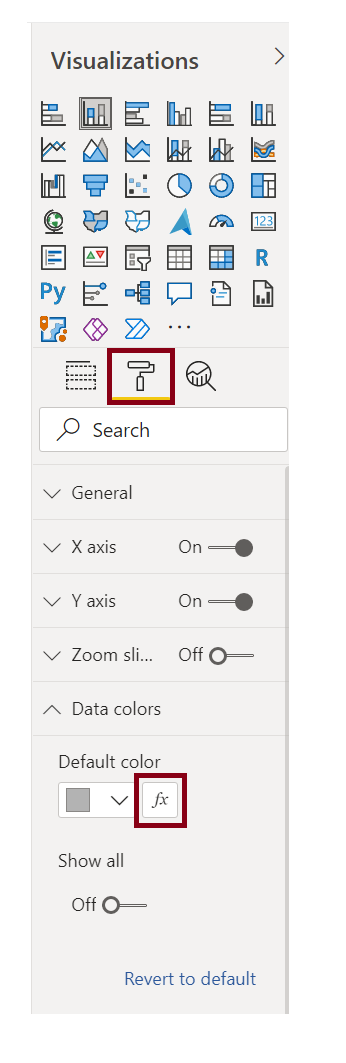 Visualizations
123
R
Py
Search
General
X axis On
Y axis On
Zoom sli... Off
Data colors
Default color
fx
Show all
Off
Revert to default